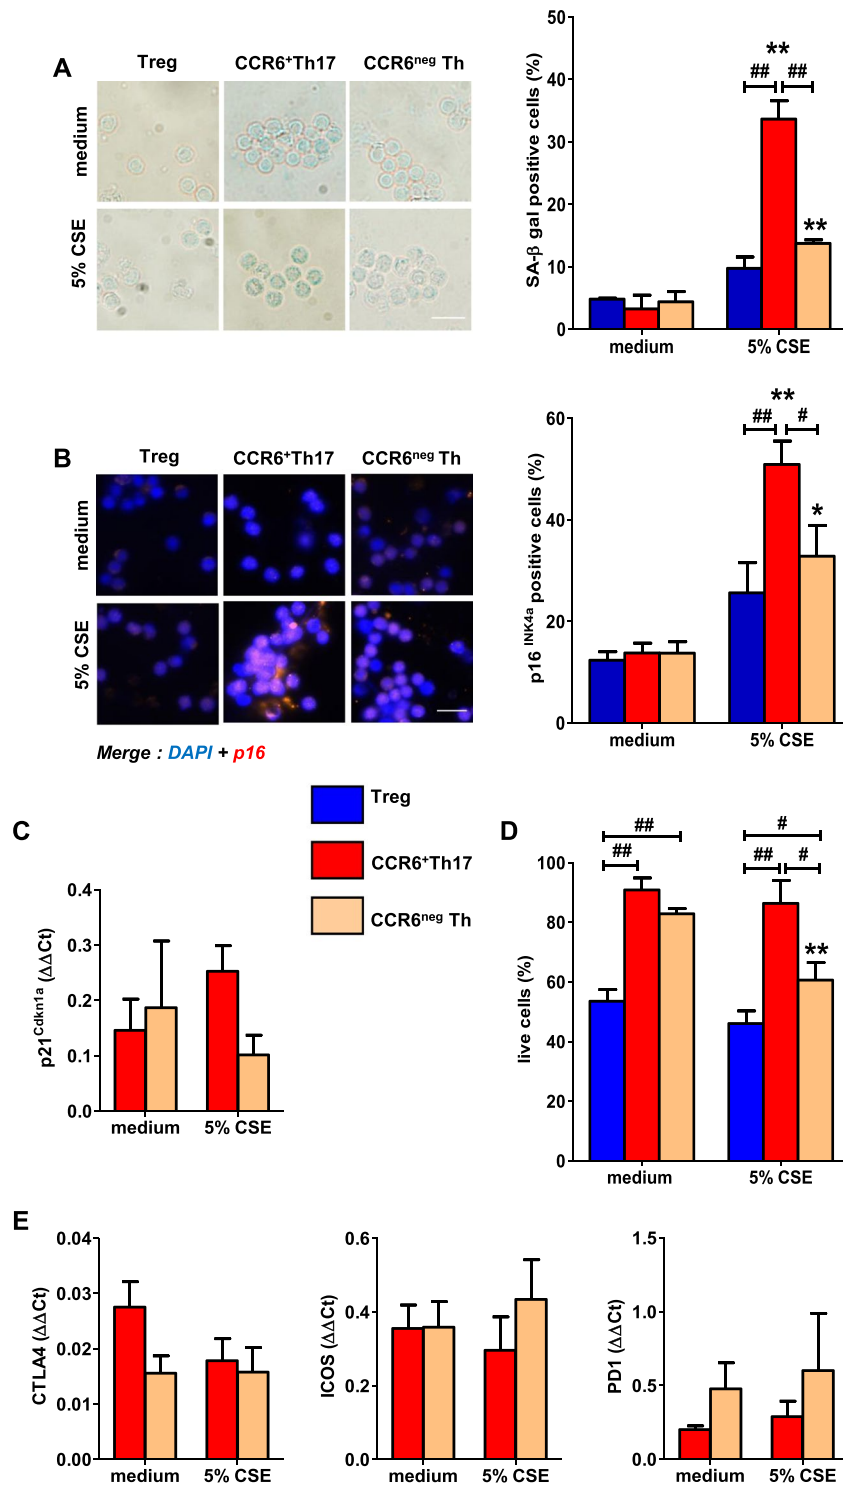 A
Treg
CCR6⁺Th17
CCR6ⁿᵉᵍ Th
medium
5% CSE
SA-β gal positive cells (%)
50
40
30
20
10
0
**
## ##
**
medium
5% CSE
B
Treg
CCR6⁺Th17
CCR6ⁿᵉᵍ Th
medium
5% CSE
Merge : DAPI + p16
p16 ᴵᴺᴷ⁴ᵃ positive cells (%)
60
40
20
0
**
## #
*
medium
5% CSE
Treg
CCR6⁺Th17
CCR6ⁿᵉᵍ Th
C
p21ᶜᵈᵏⁿ¹ᵃ (ΔΔCt)
0.4
0.3
0.2
0.1
0.0
medium
5% CSE
D
live cells (%)
100
80
60
40
20
0
##
##
#
## #
**
medium
5% CSE
E
CTLA4 (ΔΔCt)
0.04
0.03
0.02
0.01
0.00
medium
5% CSE
ICOS (ΔΔCt)
0.6
0.4
0.2
0.0
medium
5% CSE
PD1 (ΔΔCt)
1.5
1.0
0.5
0.0
medium
5% CSE